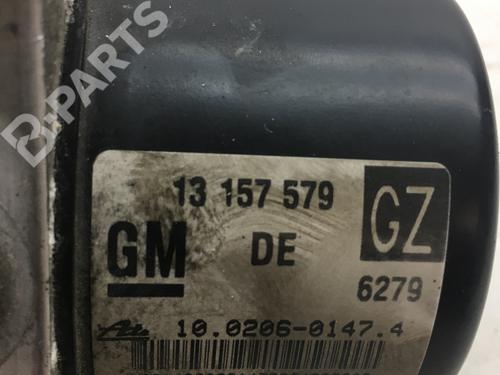 B-PARTS
13 157 579
GZ
GM
DE
6279
Ate
10.0206-0147.4